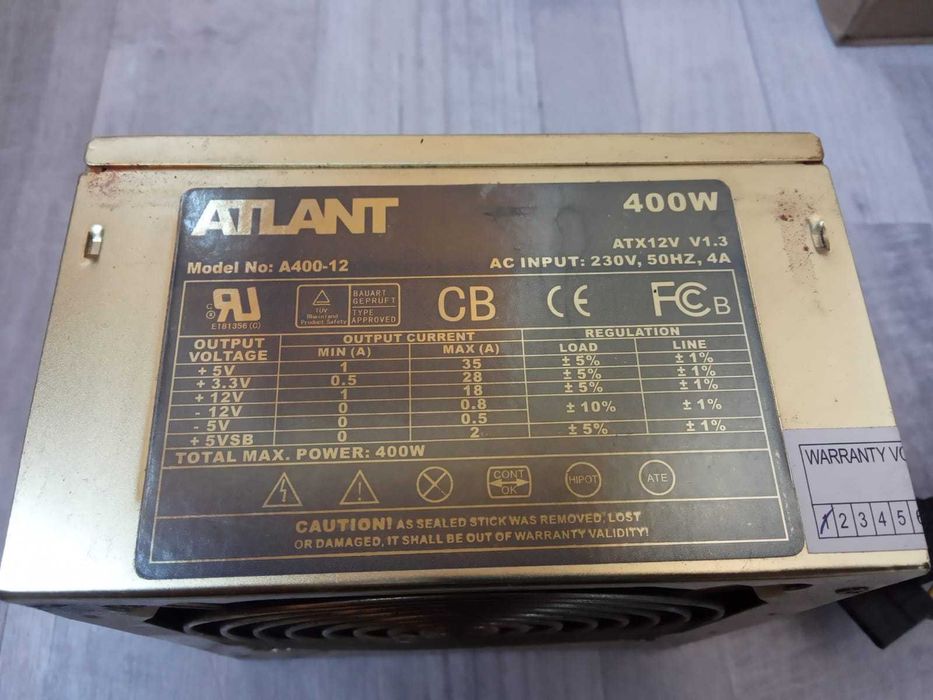 ATLANT
400W
ATX12V V1.3
Model No: A400-12
AC INPUT: 230V, 50HZ, 4A
c RU
E181356 (C)
TÜV
Rheinland
Product Safety
BAUART
GEPRÜFT
TYPE
APPROVED
CB
CE
FC B
OUTPUT VOLTAGE
OUTPUT CURRENT
REGULATION
MIN (A) MAX (A) LOAD LINE
+5V 1 35 ±5% ±1%
+3.3V 0.5 28 ±5% ±1%
+12V 1 18 ±5% ±1%
-12V 0 0.8 ±10% ±1%
-5V 0 0.5
+5VSB 0 2 ±5% ±1%
TOTAL MAX. POWER: 400W
CONT
OK
HIPOT
ATE
CAUTION! AS SEALED STICK WAS REMOVED, LOST
OR DAMAGED, IT SHALL BE OUT OF WARRANTY VALIDITY!
WARRANTY VO
1 2 3 4 5 6